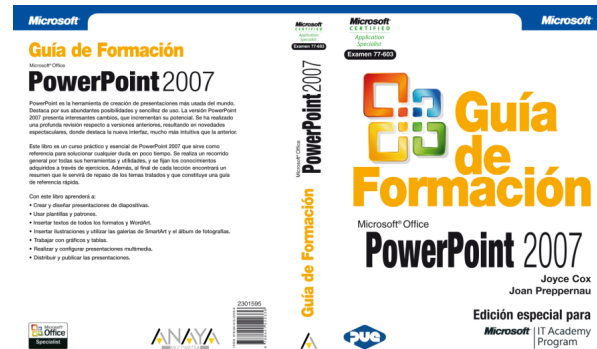 Microsoft
Guía de Formación
Microsoft® Office
PowerPoint 2007
PowerPoint es la herramienta de creación de presentaciones más usada del mundo.
Destaca por sus abundantes posibilidades y sencillez de uso. La versión PowerPoint
2007 presenta interesantes cambios, que incrementan su potencial. Se ha realizado
una profunda revisión respecto a versiones anteriores, resultando en novedades
espectaculares, donde destaca la nueva interfaz, mucho más intuitiva que la anterior.
Este libro es un curso práctico y esencial de PowerPoint 2007 que sirve como
referencia para solucionar cualquier duda en poco tiempo. Se realiza un recorrido
general por todas sus herramientas y utilidades, y se fijan los conocimientos
adquiridos a través de ejercicios. Además, al final de cada lección encontrará un
resumen que le servirá de repaso de los temas tratados y que constituye una guía
de referencia rápida.
Con este libro aprenderá a:
• Crear y diseñar presentaciones de diapositivas.
• Usar plantillas y patrones.
• Insertar textos de todos los formatos y WordArt.
• Insertar ilustraciones y utilizar las galerías de SmartArt y el álbum de fotografías.
• Trabajar con gráficos y tablas.
• Realizar y configurar presentaciones multimedia.
• Distribuir y publicar las presentaciones.
Microsoft
Office
Specialist
ANAYA
2301595
Microsoft
CERTIFIED
Application
Specialist
Examen 77-603
Guía de Formación
Microsoft® Office
PowerPoint 2007
Microsoft
CERTIFIED
Application
Specialist
Examen 77-603
Microsoft
Guía
de
Formación
Microsoft® Office
PowerPoint 2007
Joyce Cox
Joan Preppernau
Edición especial para
Microsoft | IT Academy
Program
pue